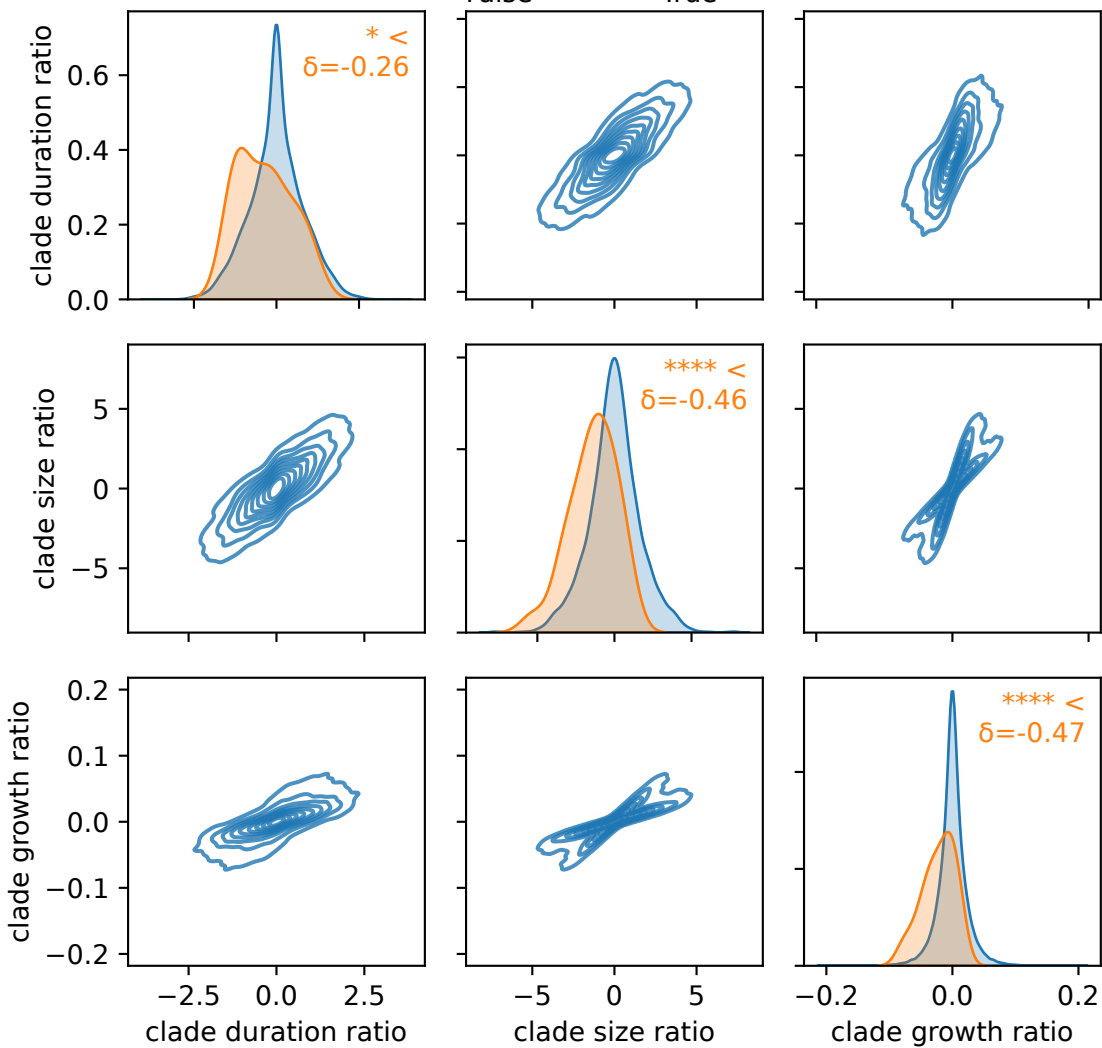 clade duration ratio
0.6
0.4
0.2
0.0
* <
δ=-0.26
clade size ratio
5
0
−5
**** <
δ=-0.46
clade growth ratio
0.2
0.1
0.0
−0.1
−0.2
**** <
δ=-0.47
−2.5 0.0 2.5
−5 0 5
−0.2 0.0 0.2
clade duration ratio
clade size ratio
clade growth ratio